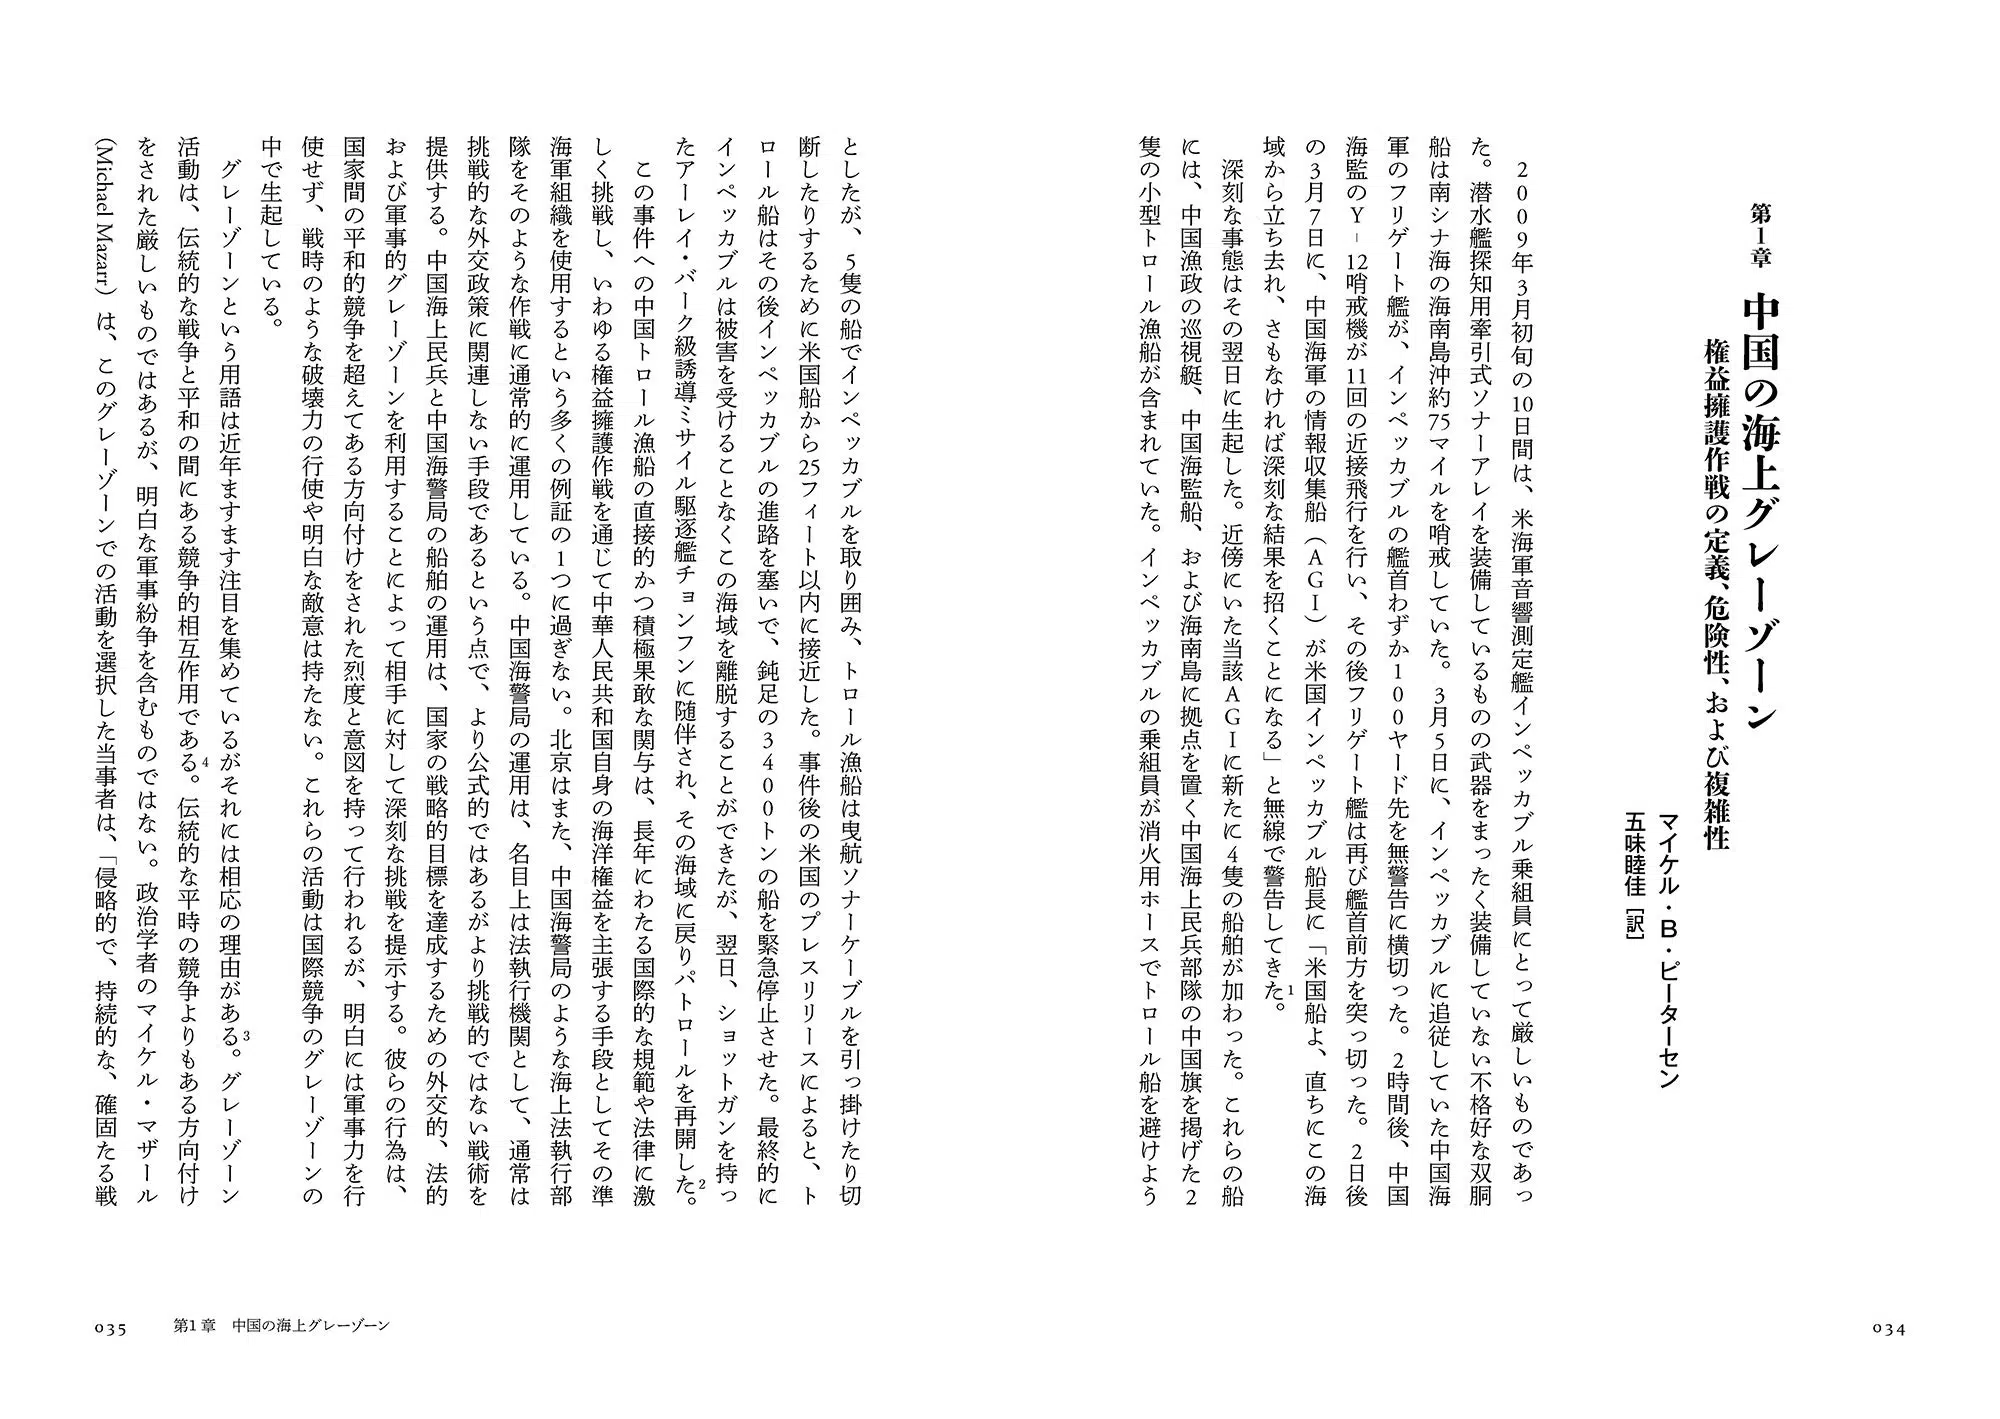 第1章 中国の海上グレーゾーン
権益擁護作戦の定義、危険性、および複雑性
マイケル・B・ピーターセン
五味睦佳［訳］
2009年3月初旬の10日間は、米海軍音響測定艦インペッカブル乗組員にとって厳しいものであっ
た。潜水艦探知用牽引式ソナーアレイを装備しているものの武器をまったく装備していない不格好な双胴
船は南シナ海の海南島沖約75マイルを哨戒していた。3月5日に、インペッカブルに追従していた中国海
軍のフリゲート艦が、インペッカブルの艦首わずか100ヤード先を無警告に横切った。2時間後、中国
海監のY-12哨戒機が11回の近接飛行を行い、その後フリゲート艦は再び艦首前方を突っ切った。2日後
の3月7日に、中国海軍の情報収集船（AGI）が米国インペッカブル船長に「米国船よ、直ちにこの海
域から立ち去れ、さもなければ深刻な結果を招くことになる」と無線で警告してきた1。
深刻な事態はその翌日に生起した。近傍にいた当該AGIに新たに4隻の船舶が加わった。これらの船
には、中国漁政の巡視艇、中国海監船、および海南島に拠点を置く中国海上民兵部隊の中国旗を掲げた2
隻の小型トロール漁船が含まれていた。インペッカブルの乗組員が消火用ホースでトロール船を避けよう
034
としたが、5隻の船でインペッカブルを取り囲み、トロール漁船は曳航ソナーケーブルを引っ掛けたり切
断したりするために米国船から25フィート以内に接近した。事件後の米国のプレスリリースによると、ト
ロール船はその後インペッカブルの進路を塞いで、鈍足の3400トンの船を緊急停止させた。最終的に
インペッカブルは被害を受けることなくこの海域を離脱することができたが、翌日、ショットガンを持っ
たアーレイ・バーク級誘導ミサイル駆逐艦チョンフンに随伴され、その海域に戻りパトロールを再開した2。
この事件への中国トロール漁船の直接的かつ積極果敢な関与は、長年にわたる国際的な規範や法律に激
しく挑戦し、いわゆる権益擁護作戦を通じて中華人民共和国自身の海洋権益を主張する手段としてその準
海軍組織を使用するという多くの例証の1つに過ぎない。北京はまた、中国海警局のような海上法執行部
隊をそのような作戦に通常的に運用している。中国海警局の運用は、名目上は法執行機関として、通常は
挑戦的な外交政策に関連しない手段であるという点で、より公式的ではあるがより挑戦的ではない戦術を
提供する。中国海上民兵と中国海警局の船舶の運用は、国家の戦略的目標を達成するための外交的、法的
および軍事的グレーゾーンを利用することによって相手に対して深刻な挑戦を提示する。彼らの行為は、
国家間の平和的競争を超えてある方向付けをされた烈度と意図を持って行われるが、明白には軍事力を行
使せず、戦時のような破壊力の行使や明白な敵意は持たない。これらの活動は国際競争のグレーゾーンの
中で生起している。
グレーゾーンという用語は近年ますます注目を集めているがそれには相応の理由がある3。グレーゾーン
活動は、伝統的な戦争と平和の間にある競争的相互作用である4。伝統的な平時の競争よりもある方向付け
をされた厳しいものではあるが、明白な軍事紛争を含むものではない。政治学者のマイケル・マザール
（Michael Mazarr）は、このグレーゾーンでの活動を選択した当事者は、「侵略的で、持続的な、確固たる戦
035 第1章 中国の海上グレーゾーン